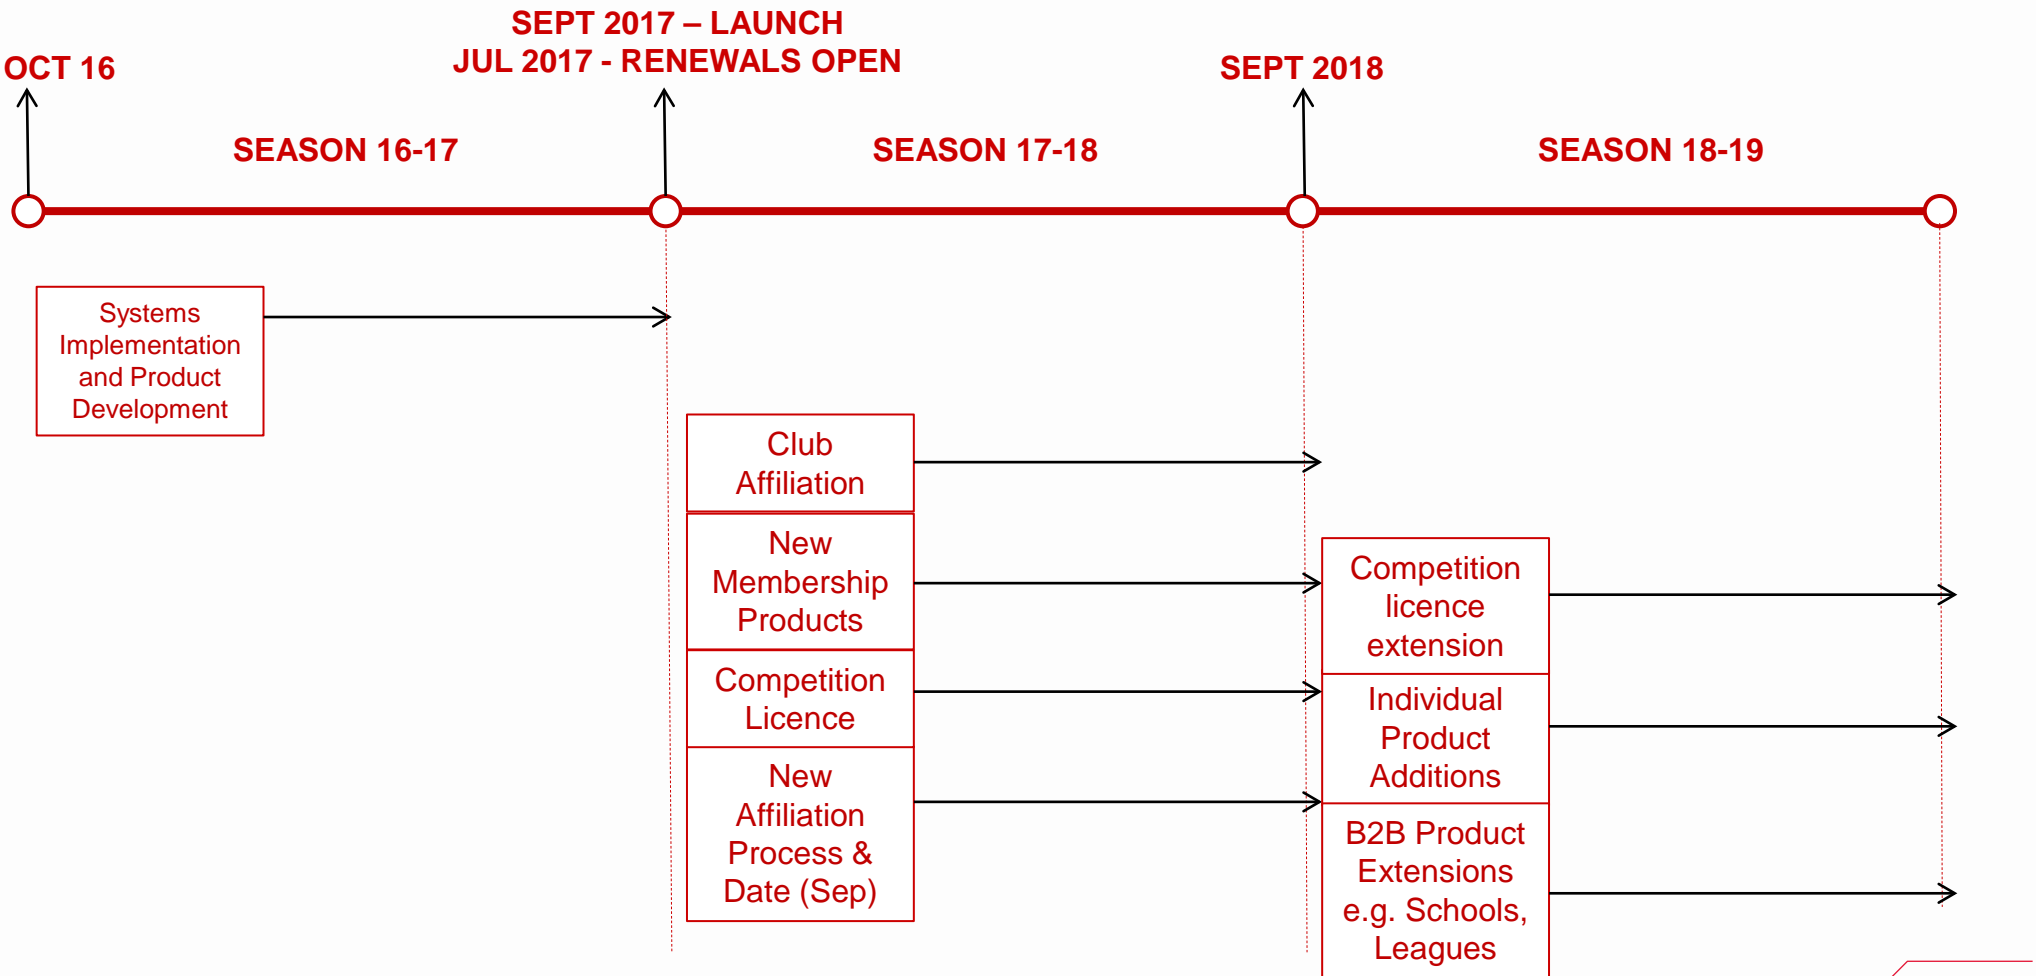 SEPT 2017 – LAUNCH
JUL 2017 - RENEWALS OPEN
OCT 16
SEPT 2018
SEASON 16-17
SEASON 17-18
SEASON 18-19
Systems
Implementation
and Product
Development
Club
Affiliation
New
Membership
Products
Competition
Licence
New
Affiliation
Process &
Date (Sep)
Competition
licence
extension
Individual
Product
Additions
B2B Product
Extensions
e.g. Schools,
Leagues